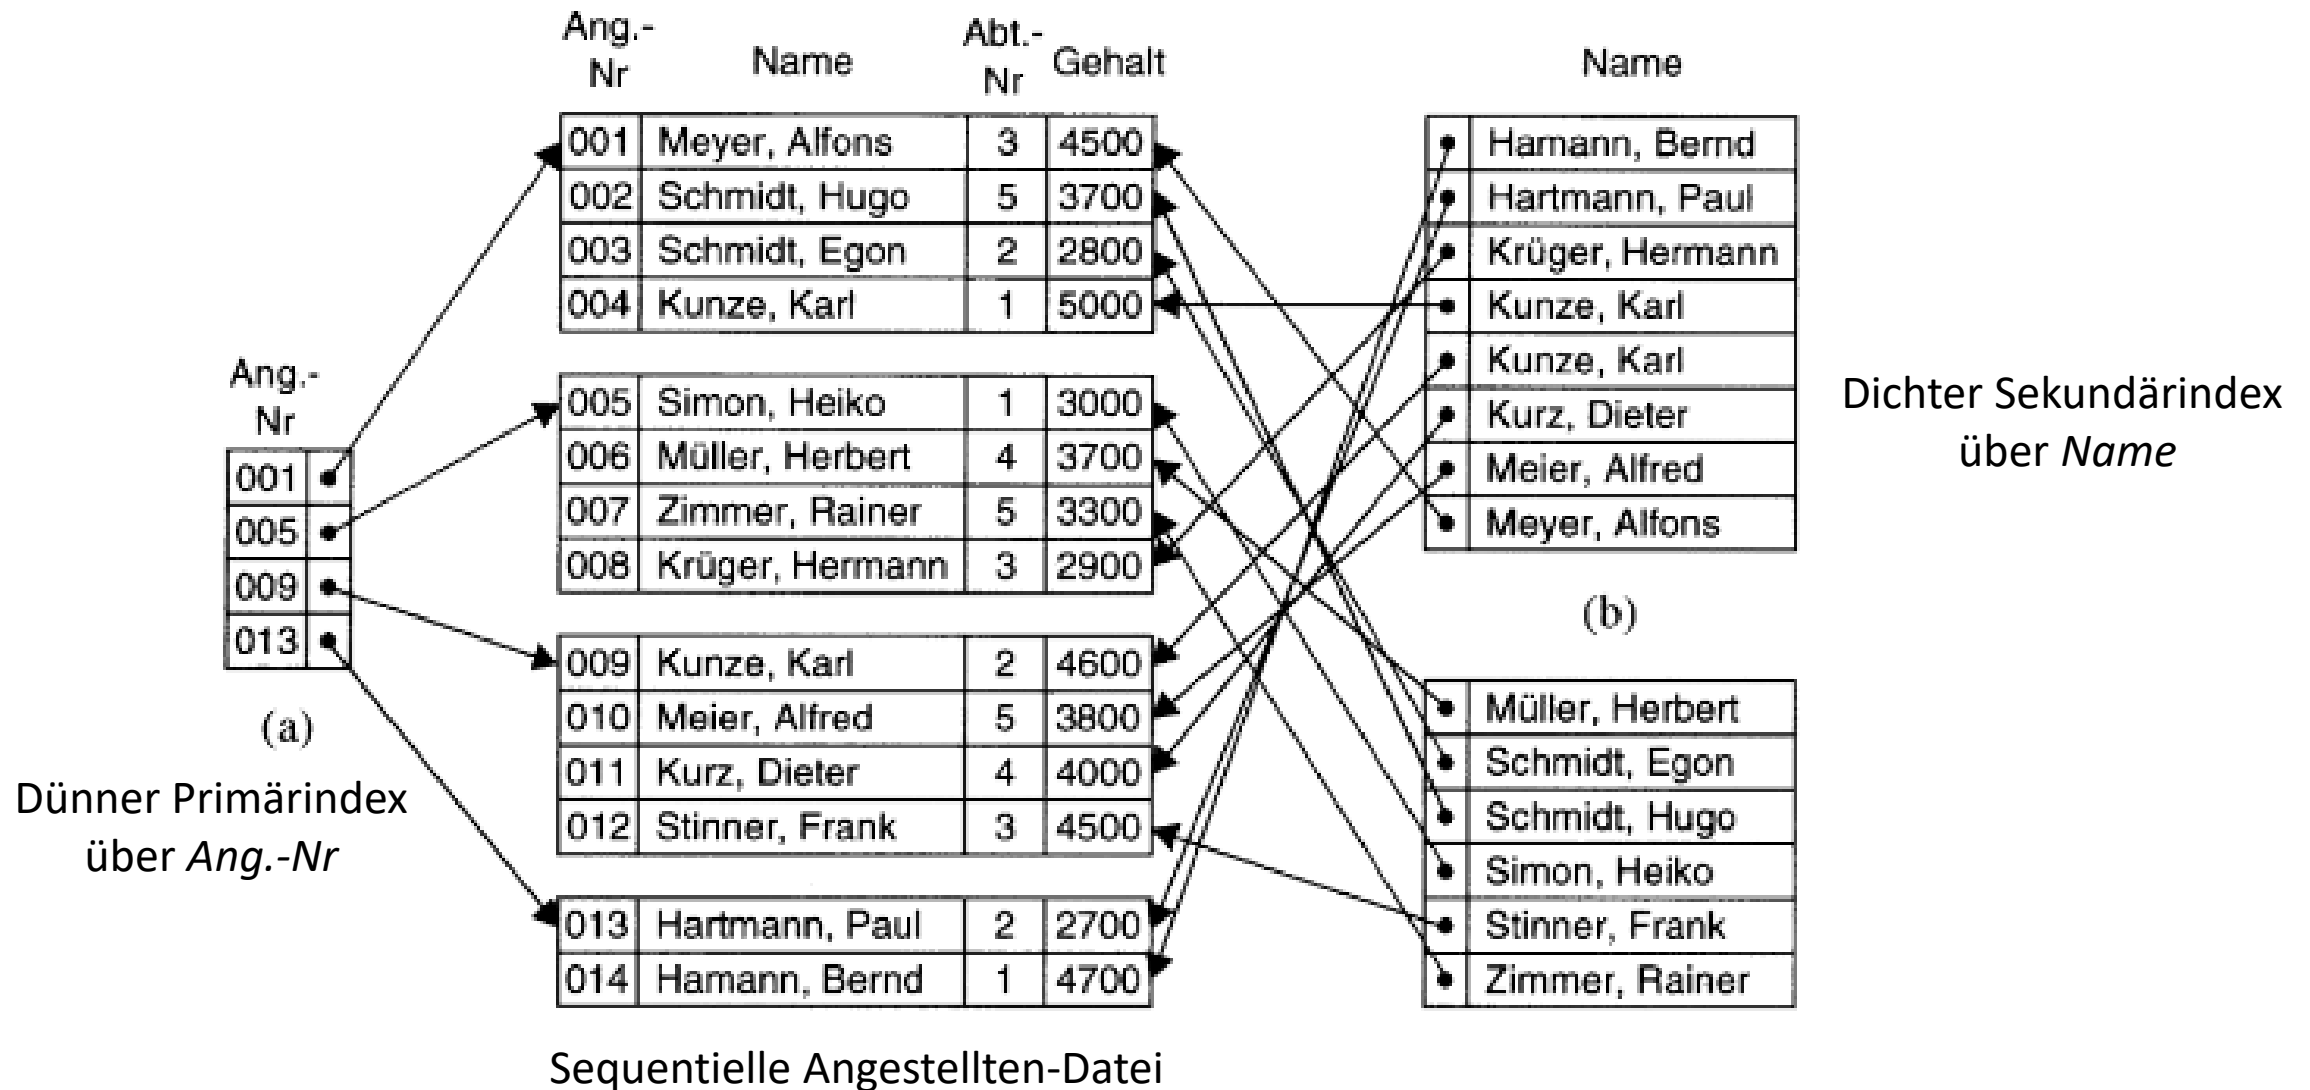 Ang.-
Nr
001
005
009
013
(a)
Dünner Primärindex
über Ang.-Nr
Ang.-
Nr Name Abt.-
Nr Gehalt
001 Meyer, Alfons 3 4500
002 Schmidt, Hugo 5 3700
003 Schmidt, Egon 2 2800
004 Kunze, Karl 1 5000
005 Simon, Heiko 1 3000
006 Müller, Herbert 4 3700
007 Zimmer, Rainer 5 3300
008 Krüger, Hermann 3 2900
009 Kunze, Karl 2 4600
010 Meier, Alfred 5 3800
011 Kurz, Dieter 4 4000
012 Stinner, Frank 3 4500
013 Hartmann, Paul 2 2700
014 Hamann, Bernd 1 4700
Sequentielle Angestellten-Datei
Name
Hamann, Bernd
Hartmann, Paul
Krüger, Hermann
Kunze, Karl
Kunze, Karl
Kurz, Dieter
Meier, Alfred
Meyer, Alfons
(b)
Müller, Herbert
Schmidt, Egon
Schmidt, Hugo
Simon, Heiko
Stinner, Frank
Zimmer, Rainer
Dichter Sekundärindex
über Name